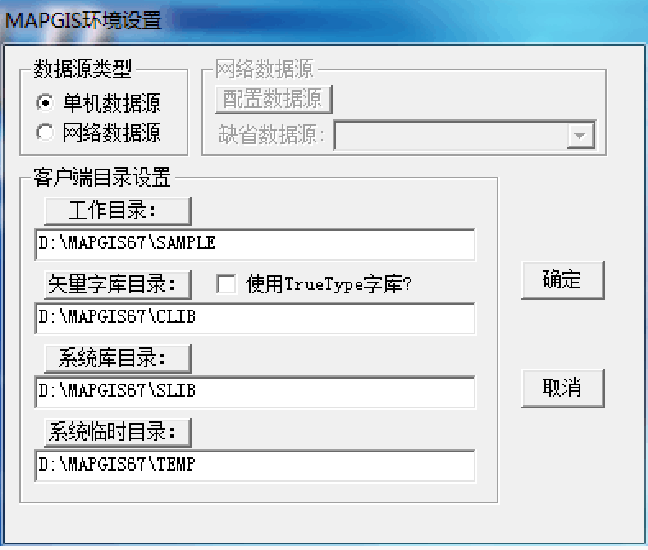 MAPGIS环境设置
数据源类型
单机数据源
网络数据源
网络数据源
配置数据源
缺省数据源:
客户端目录设置
工作目录:
D:\MAPGIS67\SAMPLE
矢量字库目录: 使用TrueType字库?
D:\MAPGIS67\CLIB
系统库目录:
D:\MAPGIS67\SLIB
系统临时目录:
D:\MAPGIS67\TEMP
确定
取消